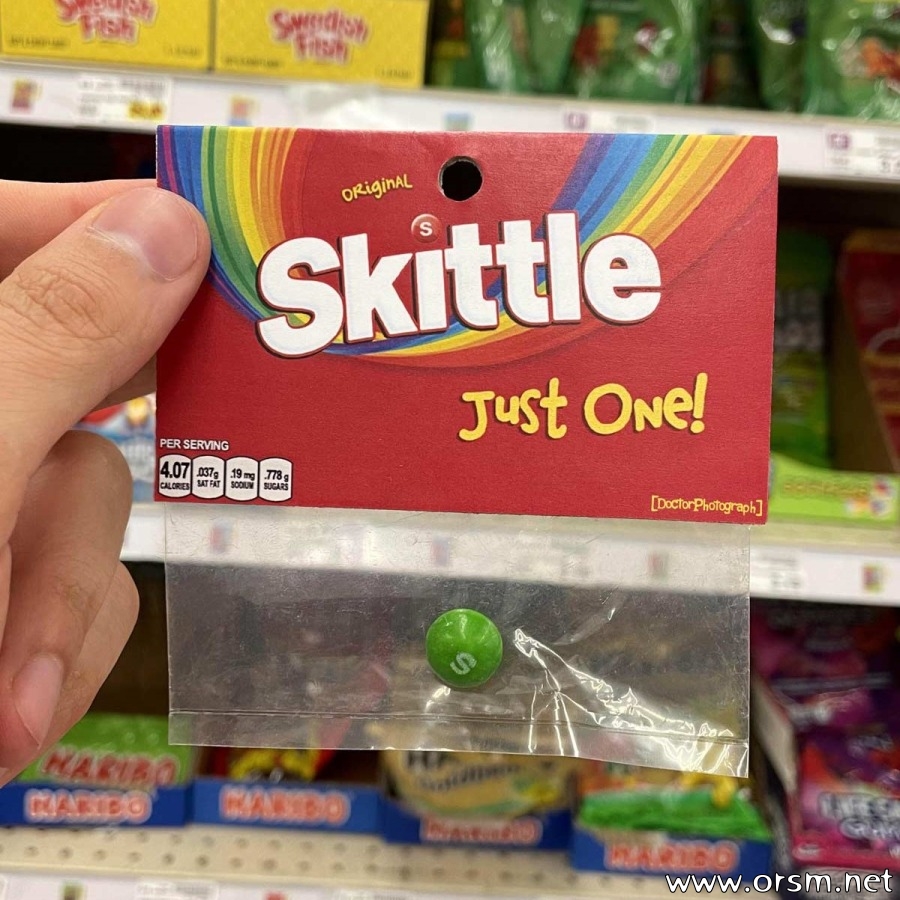 Swedish
Fish
Swedish
Fish
ORiginAL
S
Skittle
Just One!
PER SERVING
4.07
CALORIES
.037g
SAT FAT
.19 mg
SODIUM
.778 g
SUGARS
[DoctorPhotograph]
S
HARIBO
HARIBO
HARIBO
HARIBO
HARIBO
www.orsm.net